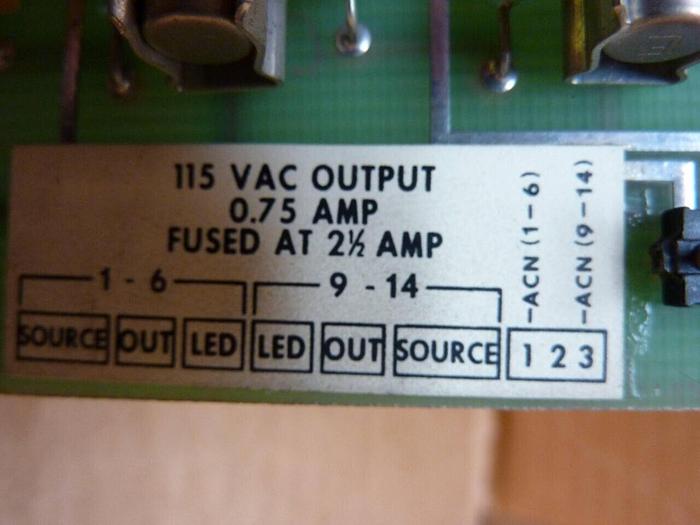 115 VAC OUTPUT
0.75 AMP
FUSED AT 2½ AMP
1 - 6
9 - 14
SOURCE OUT LED LED OUT SOURCE 1 2 3
-ACN (1-6)
-ACN (9-14)